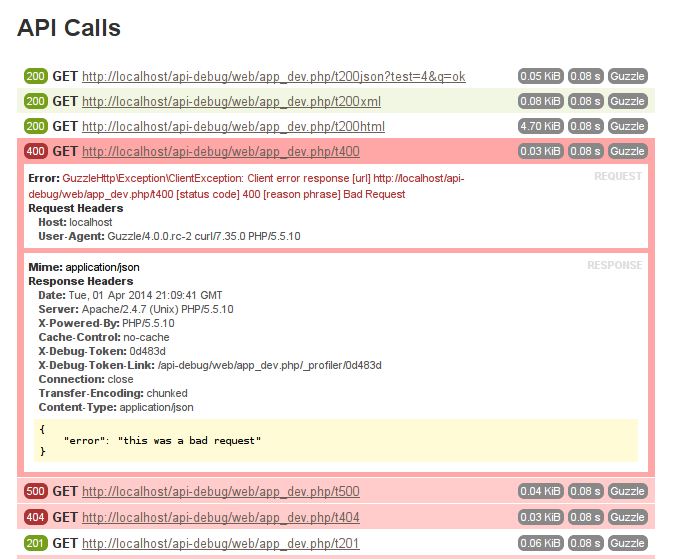 API Calls
200 GET http://localhost/api-debug/web/app_dev.php/t200json?test=4&q=ok 0.05 KiB 0.08 s Guzzle
200 GET http://localhost/api-debug/web/app_dev.php/t200xml 0.08 KiB 0.08 s Guzzle
200 GET http://localhost/api-debug/web/app_dev.php/t200html 4.70 KiB 0.08 s Guzzle
400 GET http://localhost/api-debug/web/app_dev.php/t400 0.03 KiB 0.08 s Guzzle
Error: GuzzleHttp\Exception\ClientException: Client error response [url] http://localhost/api- REQUEST
debug/web/app_dev.php/t400 [status code] 400 [reason phrase] Bad Request
Request Headers
Host: localhost
User-Agent: Guzzle/4.0.0.rc-2 curl/7.35.0 PHP/5.5.10
Mime: application/json RESPONSE
Response Headers
Date: Tue, 01 Apr 2014 21:09:41 GMT
Server: Apache/2.4.7 (Unix) PHP/5.5.10
X-Powered-By: PHP/5.5.10
Cache-Control: no-cache
X-Debug-Token: 0d483d
X-Debug-Token-Link: /api-debug/web/app_dev.php/_profiler/0d483d
Connection: close
Transfer-Encoding: chunked
Content-Type: application/json
{
"error": "this was a bad request"
}
500 GET http://localhost/api-debug/web/app_dev.php/t500 0.04 KiB 0.08 s Guzzle
404 GET http://localhost/api-debug/web/app_dev.php/t404 0.03 KiB 0.08 s Guzzle
201 GET http://localhost/api-debug/web/app_dev.php/t201 0.06 KiB 0.08 s Guzzle